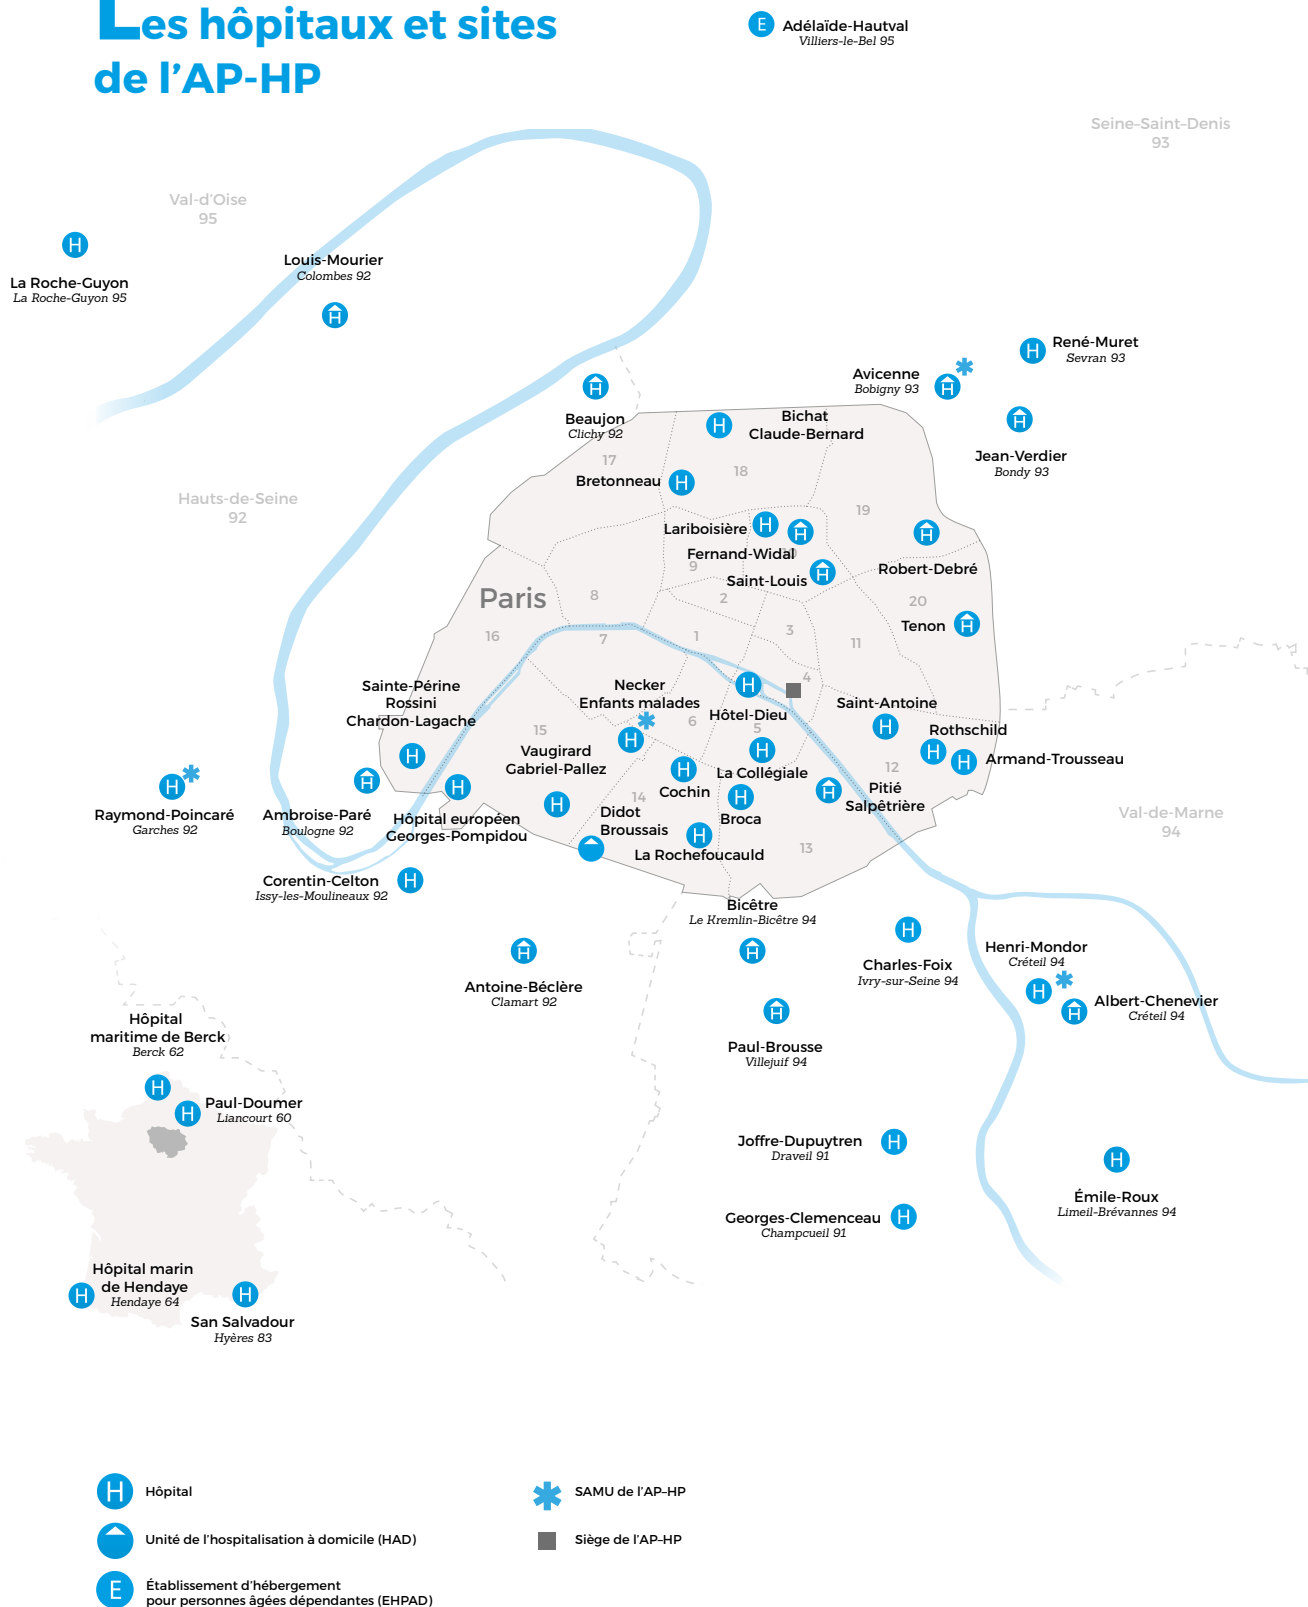 Les hôpitaux et sites
de l'AP-HP
E
Adélaïde-Hautval
Villiers-le-Bel 95
Seine-Saint-Denis
93
Val-d'Oise
95
H
La Roche-Guyon
La Roche-Guyon 95
Louis-Mourier
Colombes 92
H
H
René-Muret
Sevran 93
Avicenne
Bobigny 93
H
H
Jean-Verdier
Bondy 93
H
Beaujon
Clichy 92
H
Bichat
Claude-Bernard
17
18
Bretonneau
H
Hauts-de-Seine
92
19
Lariboisière
H
H
Fernand-Widal
10
9
Saint-Louis
H
H
Robert-Debré
Paris
8
2
20
16
7
1
3
11
Tenon
H
4
Sainte-Périne
Rossini
Chardon-Lagache
H
Necker
Enfants malades
H
Hôtel-Dieu
H
6
5
15
Saint-Antoine
H
Rothschild
H
H
Armand-Trousseau
12
Vaugirard
Gabriel-Pallez
H
La Collégiale
H
Cochin
H
14
Broca
H
Pitié
Salpêtrière
H
Raymond-Poincaré
Garches 92
H
Ambroise-Paré
Boulogne 92
H
Hôpital européen
Georges-Pompidou
H
Didot
Broussais
La Rochefoucauld
H
13
Val-de-Marne
94
Corentin-Celton
Issy-les-Moulineaux 92
H
Bicêtre
Le Kremlin-Bicêtre 94
H
Antoine-Béclère
Clamart 92
H
H
Charles-Foix
Ivry-sur-Seine 94
Henri-Mondor
Créteil 94
H
H
Albert-Chenevier
Créteil 94
H
Paul-Brousse
Villejuif 94
Hôpital
maritime de Berck
Berck 62
H
H
Paul-Doumer
Liancourt 60
Joffre-Dupuytren
Draveil 91
H
H
Émile-Roux
Limeil-Brévannes 94
Georges-Clemenceau
Champcueil 91
H
Hôpital marin
de Hendaye
Hendaye 64
H
H
San Salvadour
Hyères 83
H
Hôpital
SAMU de l'AP-HP
Unité de l'hospitalisation à domicile (HAD)
Siège de l'AP-HP
E
Établissement d'hébergement
pour personnes âgées dépendantes (EHPAD)